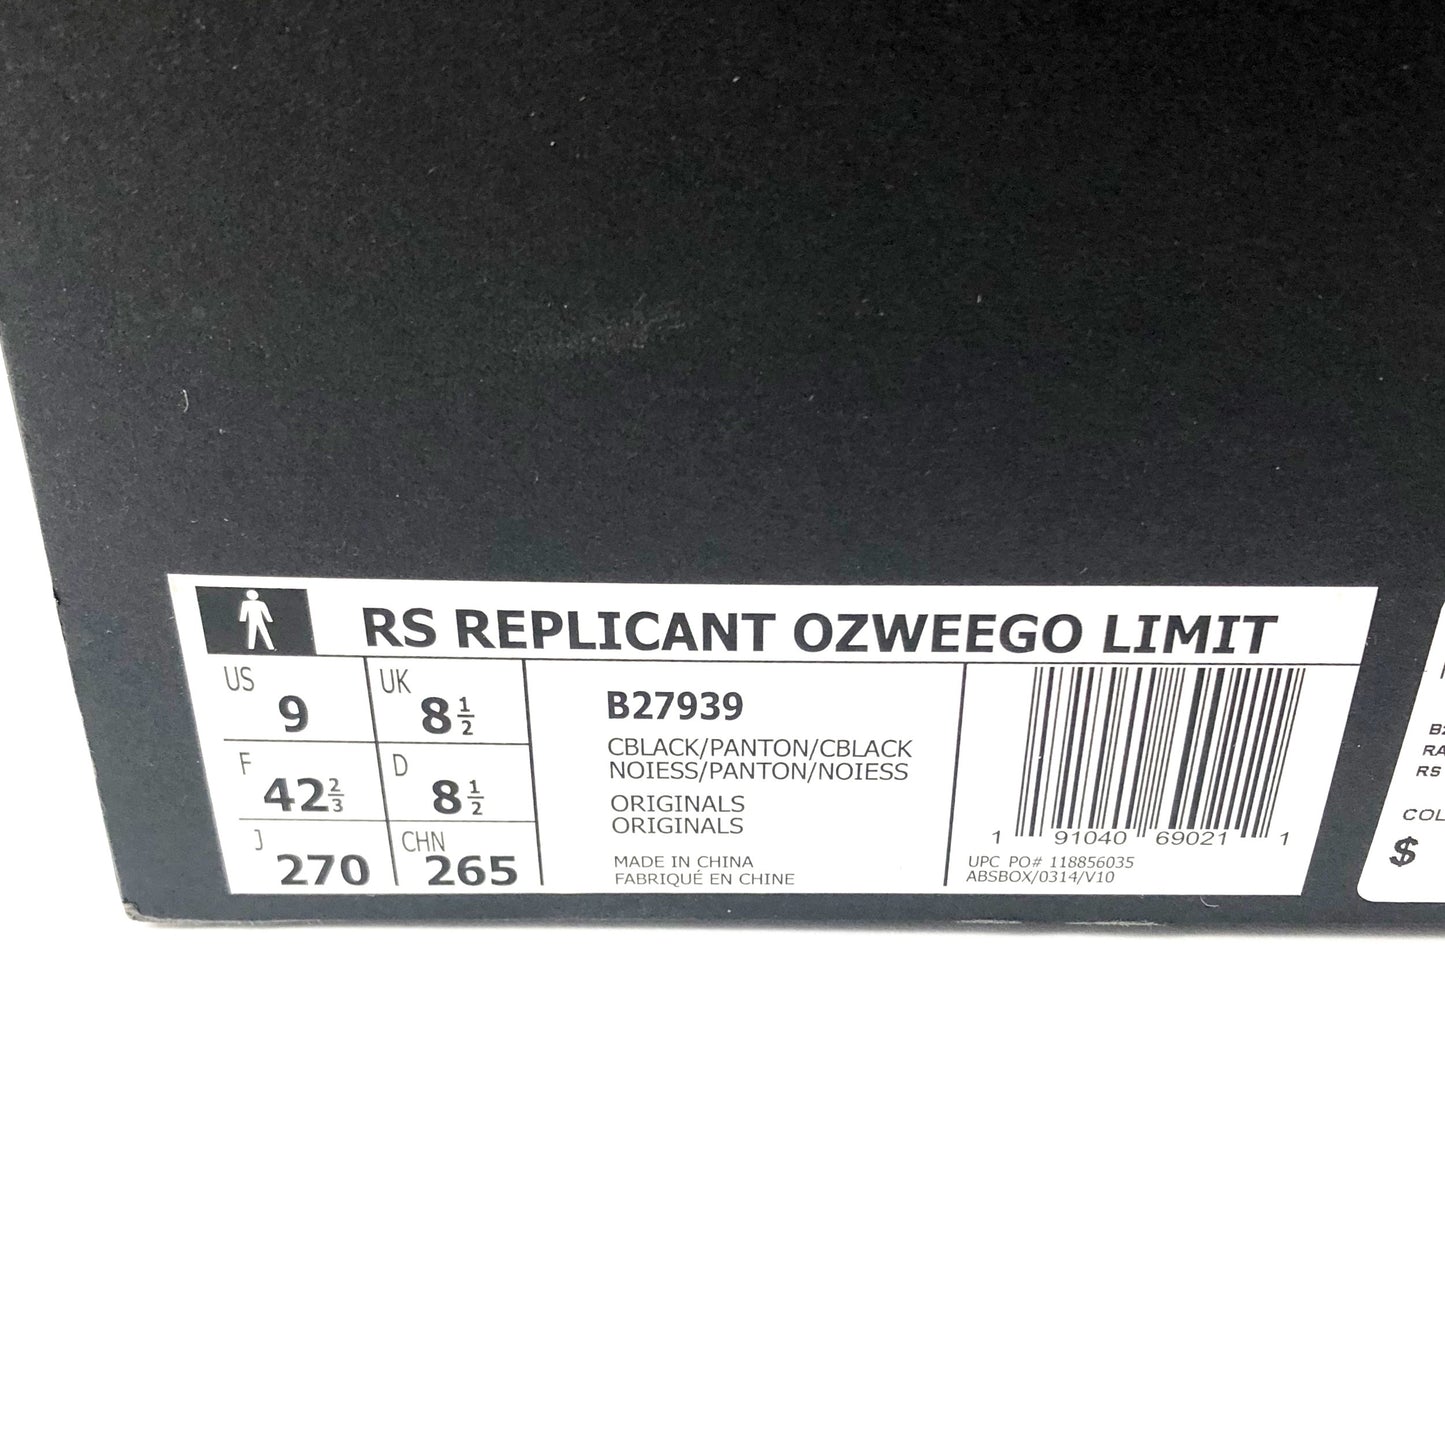 RS REPLICANT OZWEEGO LIMIT
US 9
UK 8 1/2
F 42 2/3
D 8 1/2
J 270
CHN 265
B27939
CBLACK/PANTON/CBLACK
NOIESS/PANTON/NOIESS
ORIGINALS
ORIGINALS
MADE IN CHINA
FABRIQUÉ EN CHINE
1 91040 69021 1
UPC PO# 118856035
ABSBOX/0314/V10
RS
$